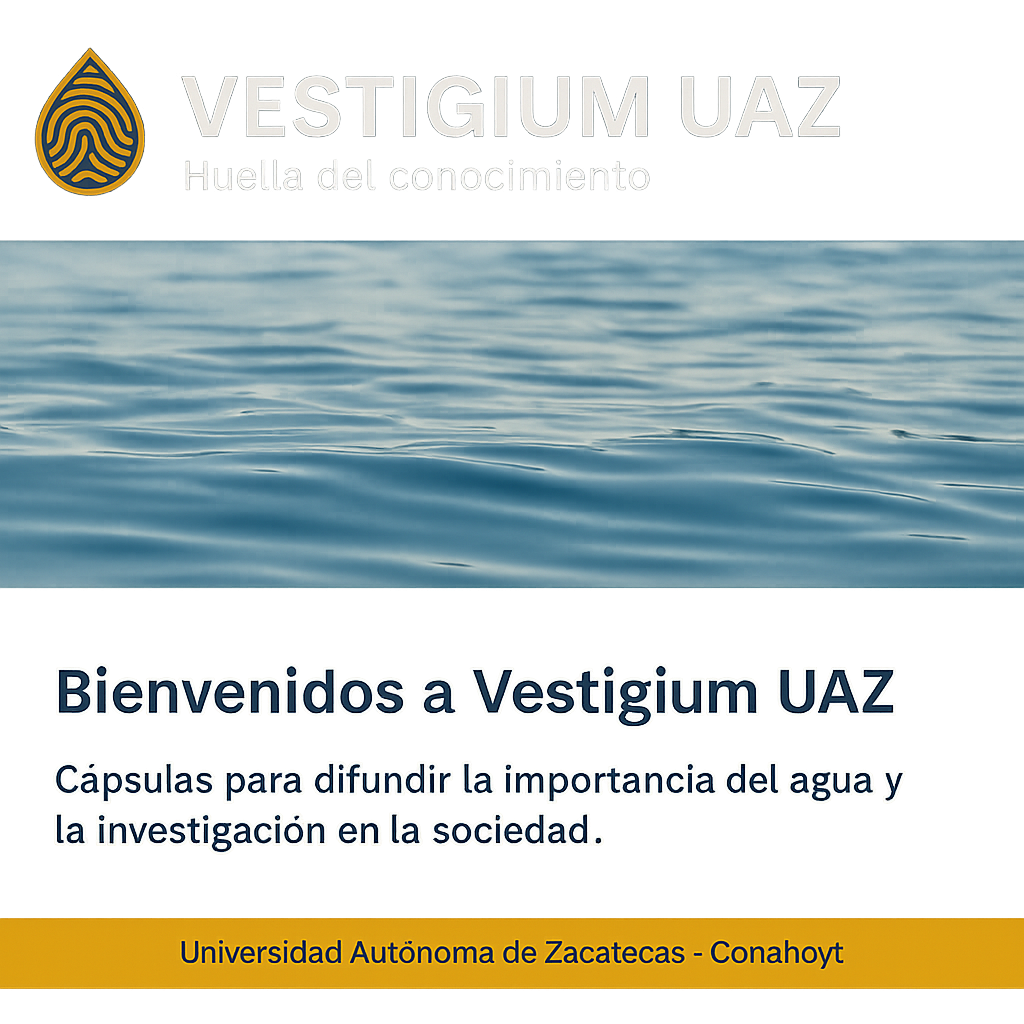 VESTIGIUM UAZ
Huella del conocimiento
Bienvenidos a Vestigium UAZ
Cápsulas para difundir la importancia del agua y
la investigación en la sociedad.
Universidad Autónoma de Zacatecas - Conahoyt